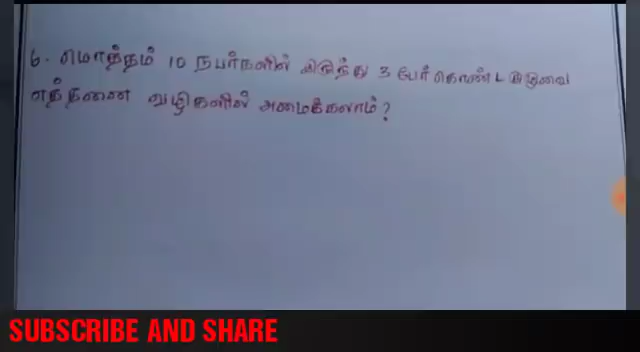 6. மொத்தம் 10 நபர்களில் இருந்து 3 பேர் கொண்ட குழுவை
எத்தனை வழிகளில் அமைக்கலாம்?
SUBSCRIBE AND SHARE